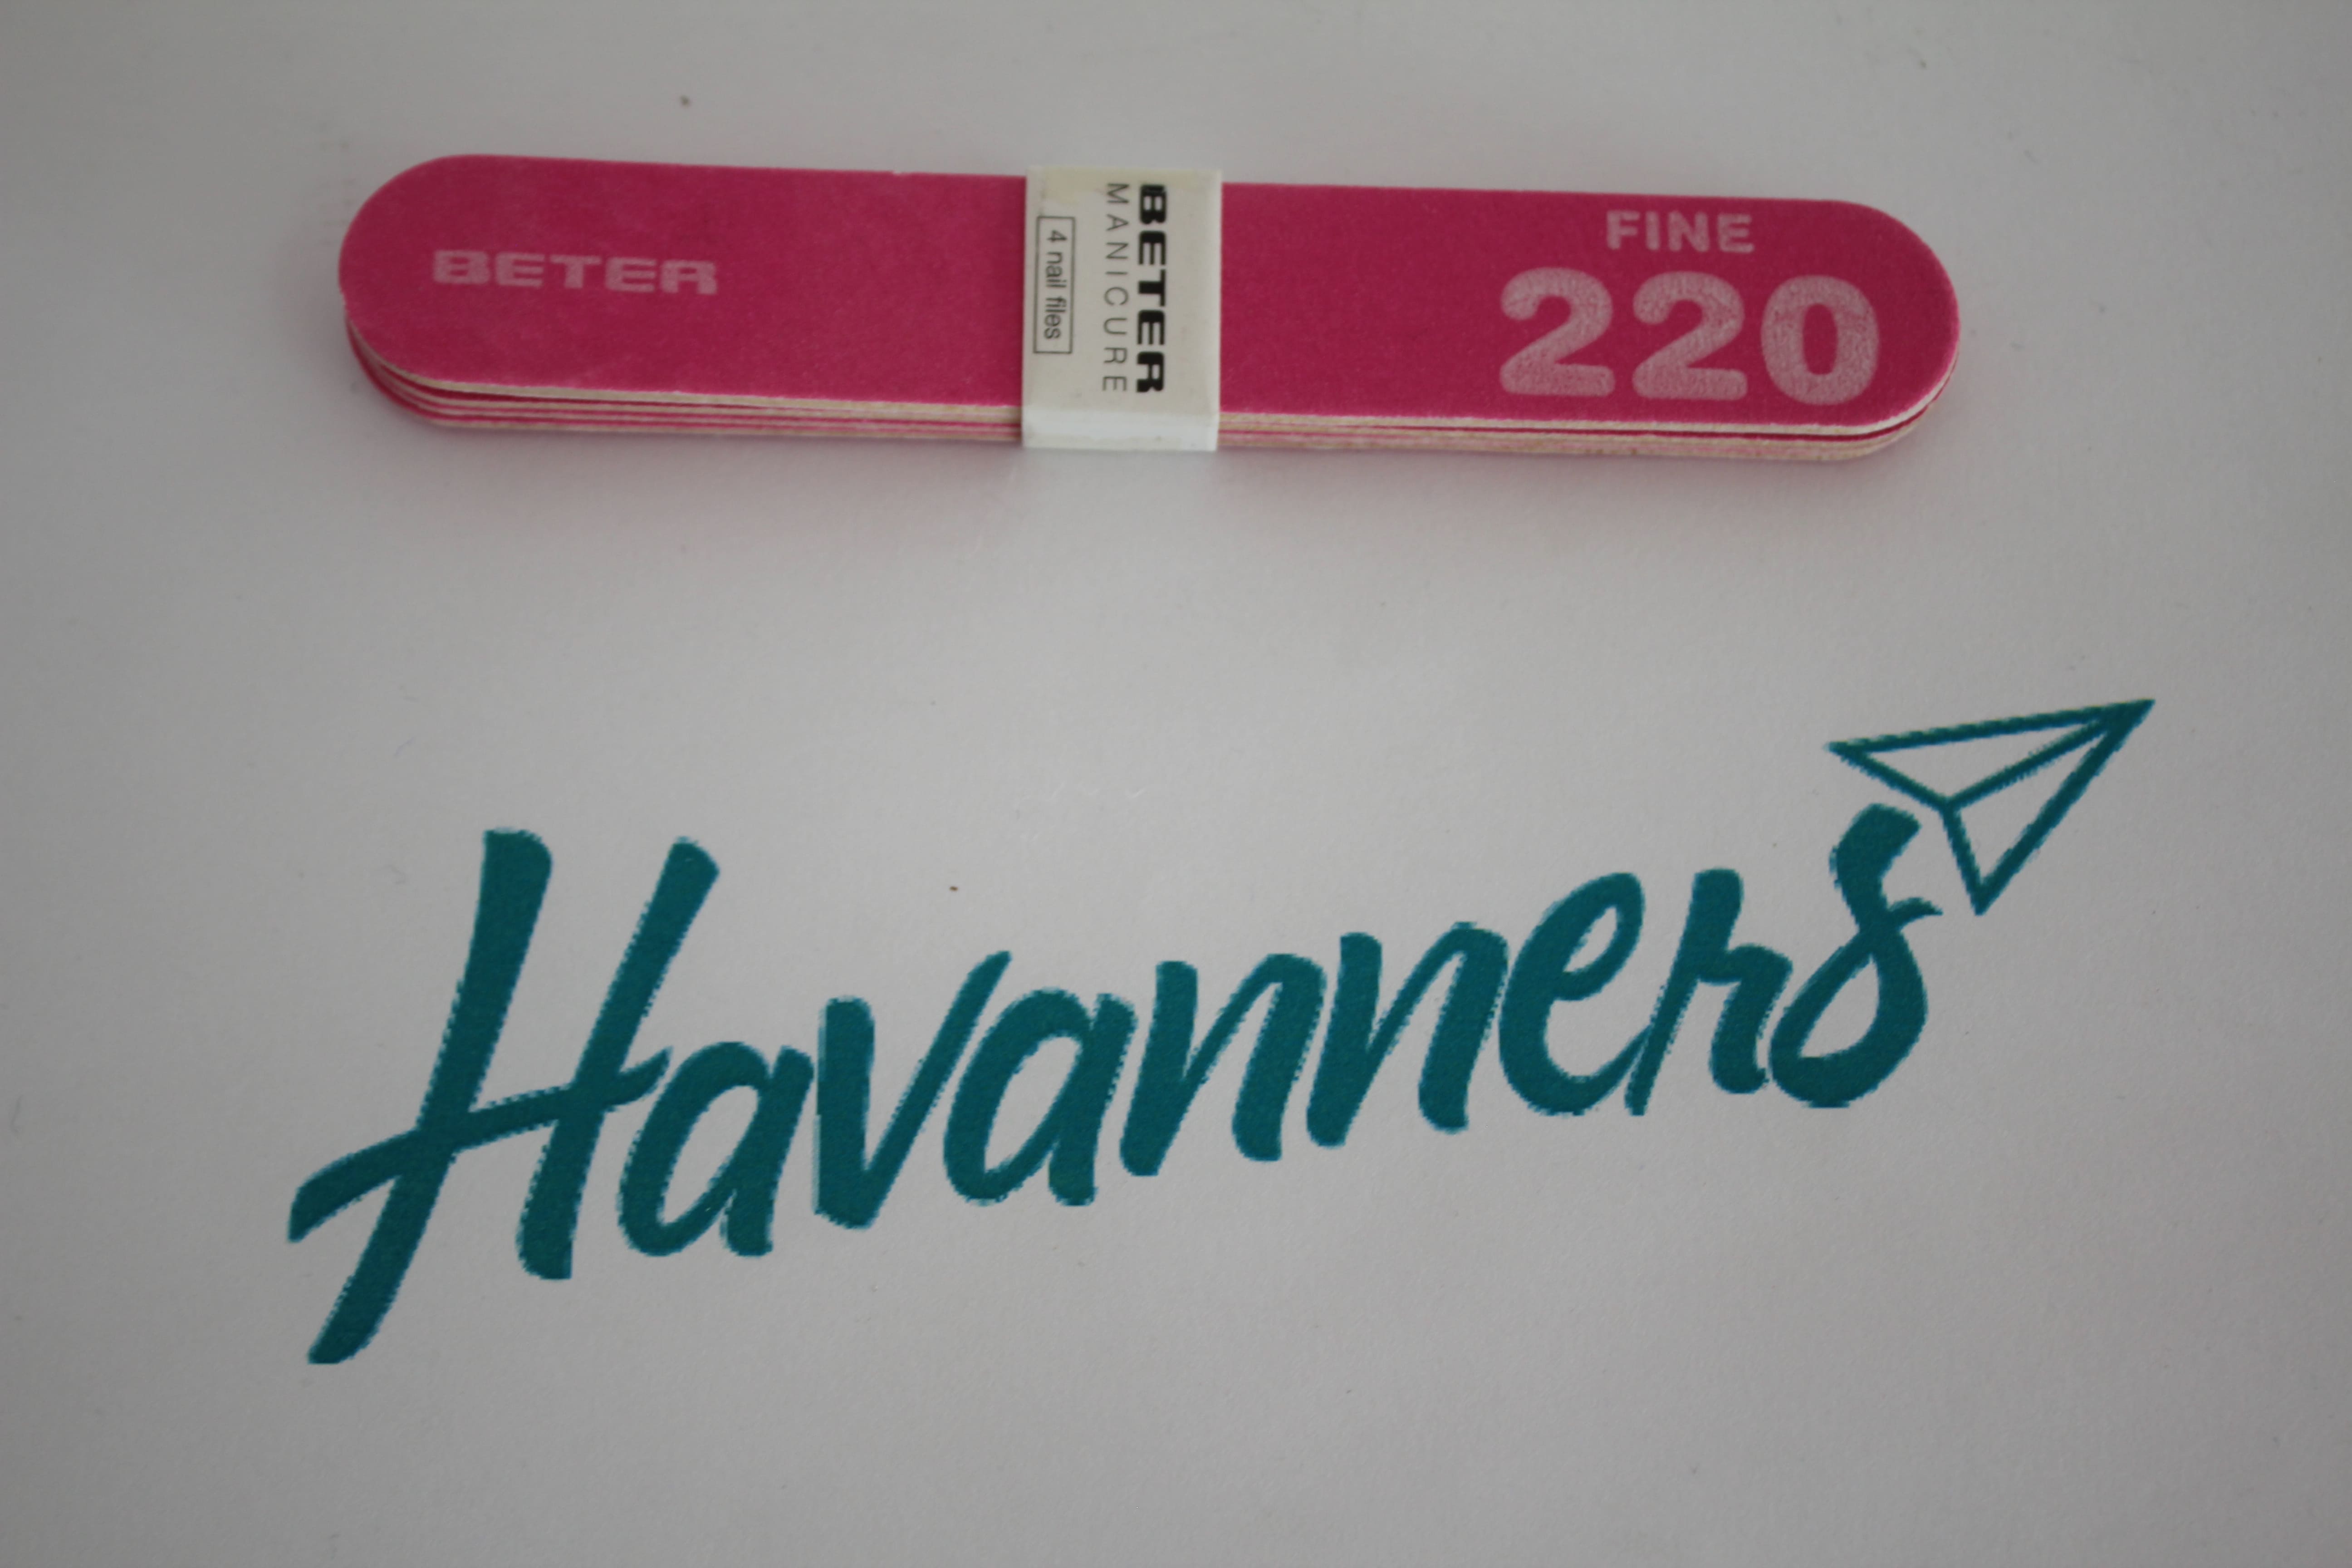 BETER
BETER
MANICURE
4 nail files
FINE
220
Havanners